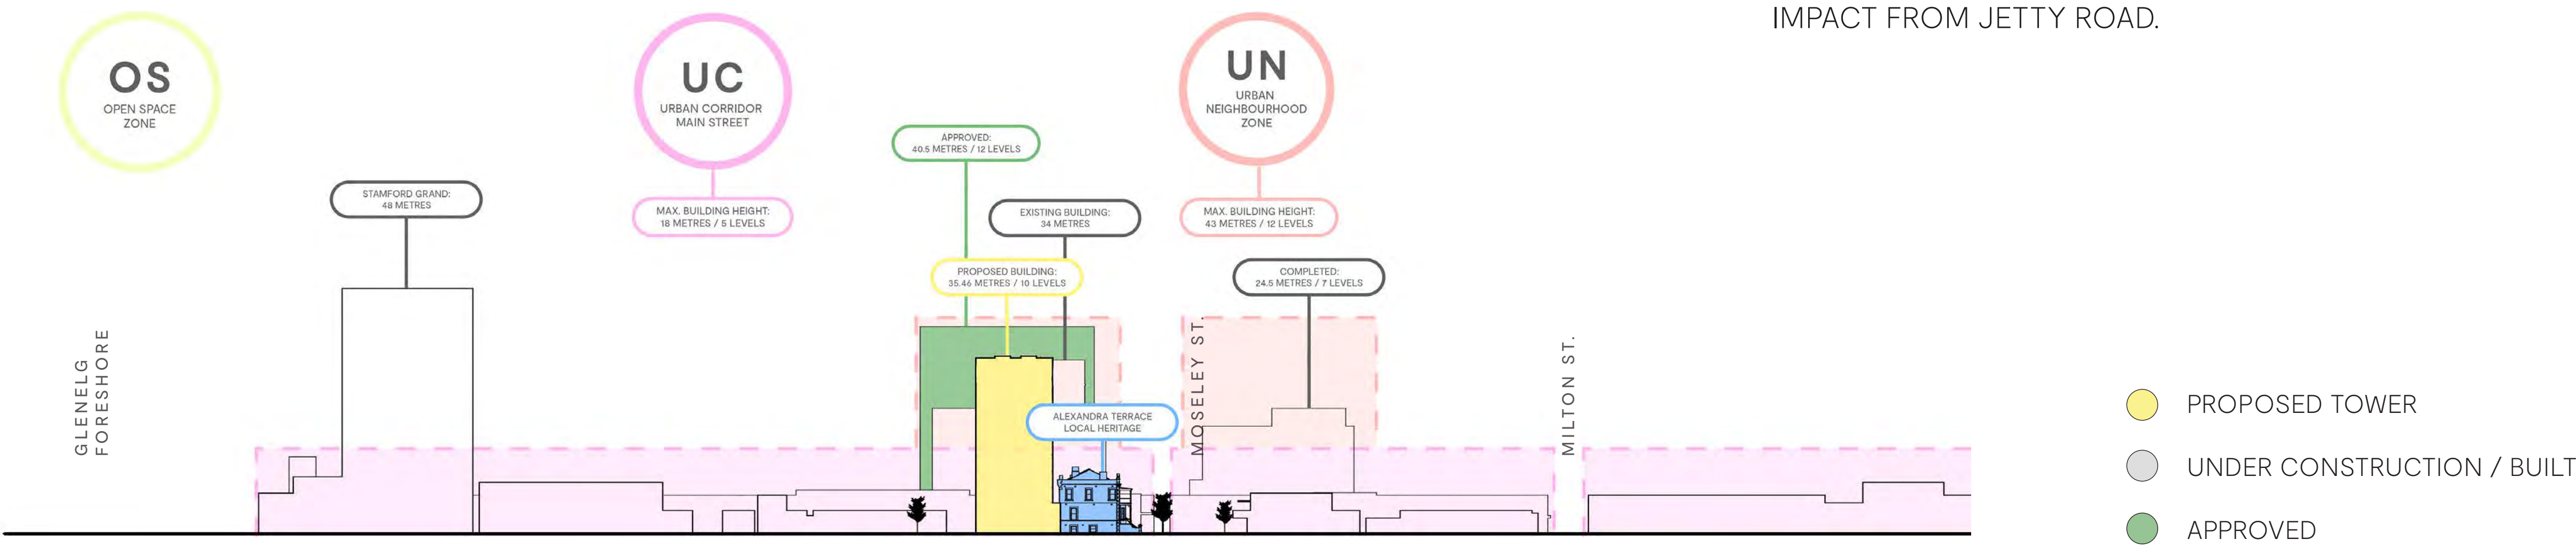 IMPACT FROM JETTY ROAD.
OS
OPEN SPACE
ZONE
UC
URBAN CORRIDOR
MAIN STREET
UN
URBAN
NEIGHBOURHOOD
ZONE
APPROVED:
40.5 METRES / 12 LEVELS
STAMFORD GRAND:
48 METRES
MAX. BUILDING HEIGHT:
18 METRES / 5 LEVELS
EXISTING BUILDING:
34 METRES
MAX. BUILDING HEIGHT:
43 METRES / 12 LEVELS
PROPOSED BUILDING:
35.46 METRES / 10 LEVELS
COMPLETED:
24.5 METRES / 7 LEVELS
GLENELG
FORESHORE
ALEXANDRA TERRACE
LOCAL HERITAGE
MOSELEY ST.
MILTON ST.
PROPOSED TOWER
UNDER CONSTRUCTION / BUILT
APPROVED